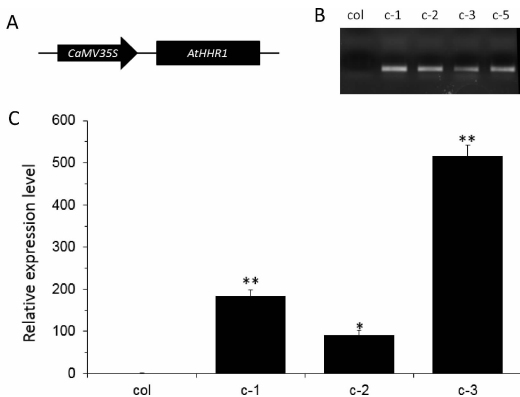 A
CaMV35S
AtHHR1
B
col c-1 c-2 c-3 c-5
C
Relative expression level
600
500
400
300
200
100
0
**
*
**
col c-1 c-2 c-3